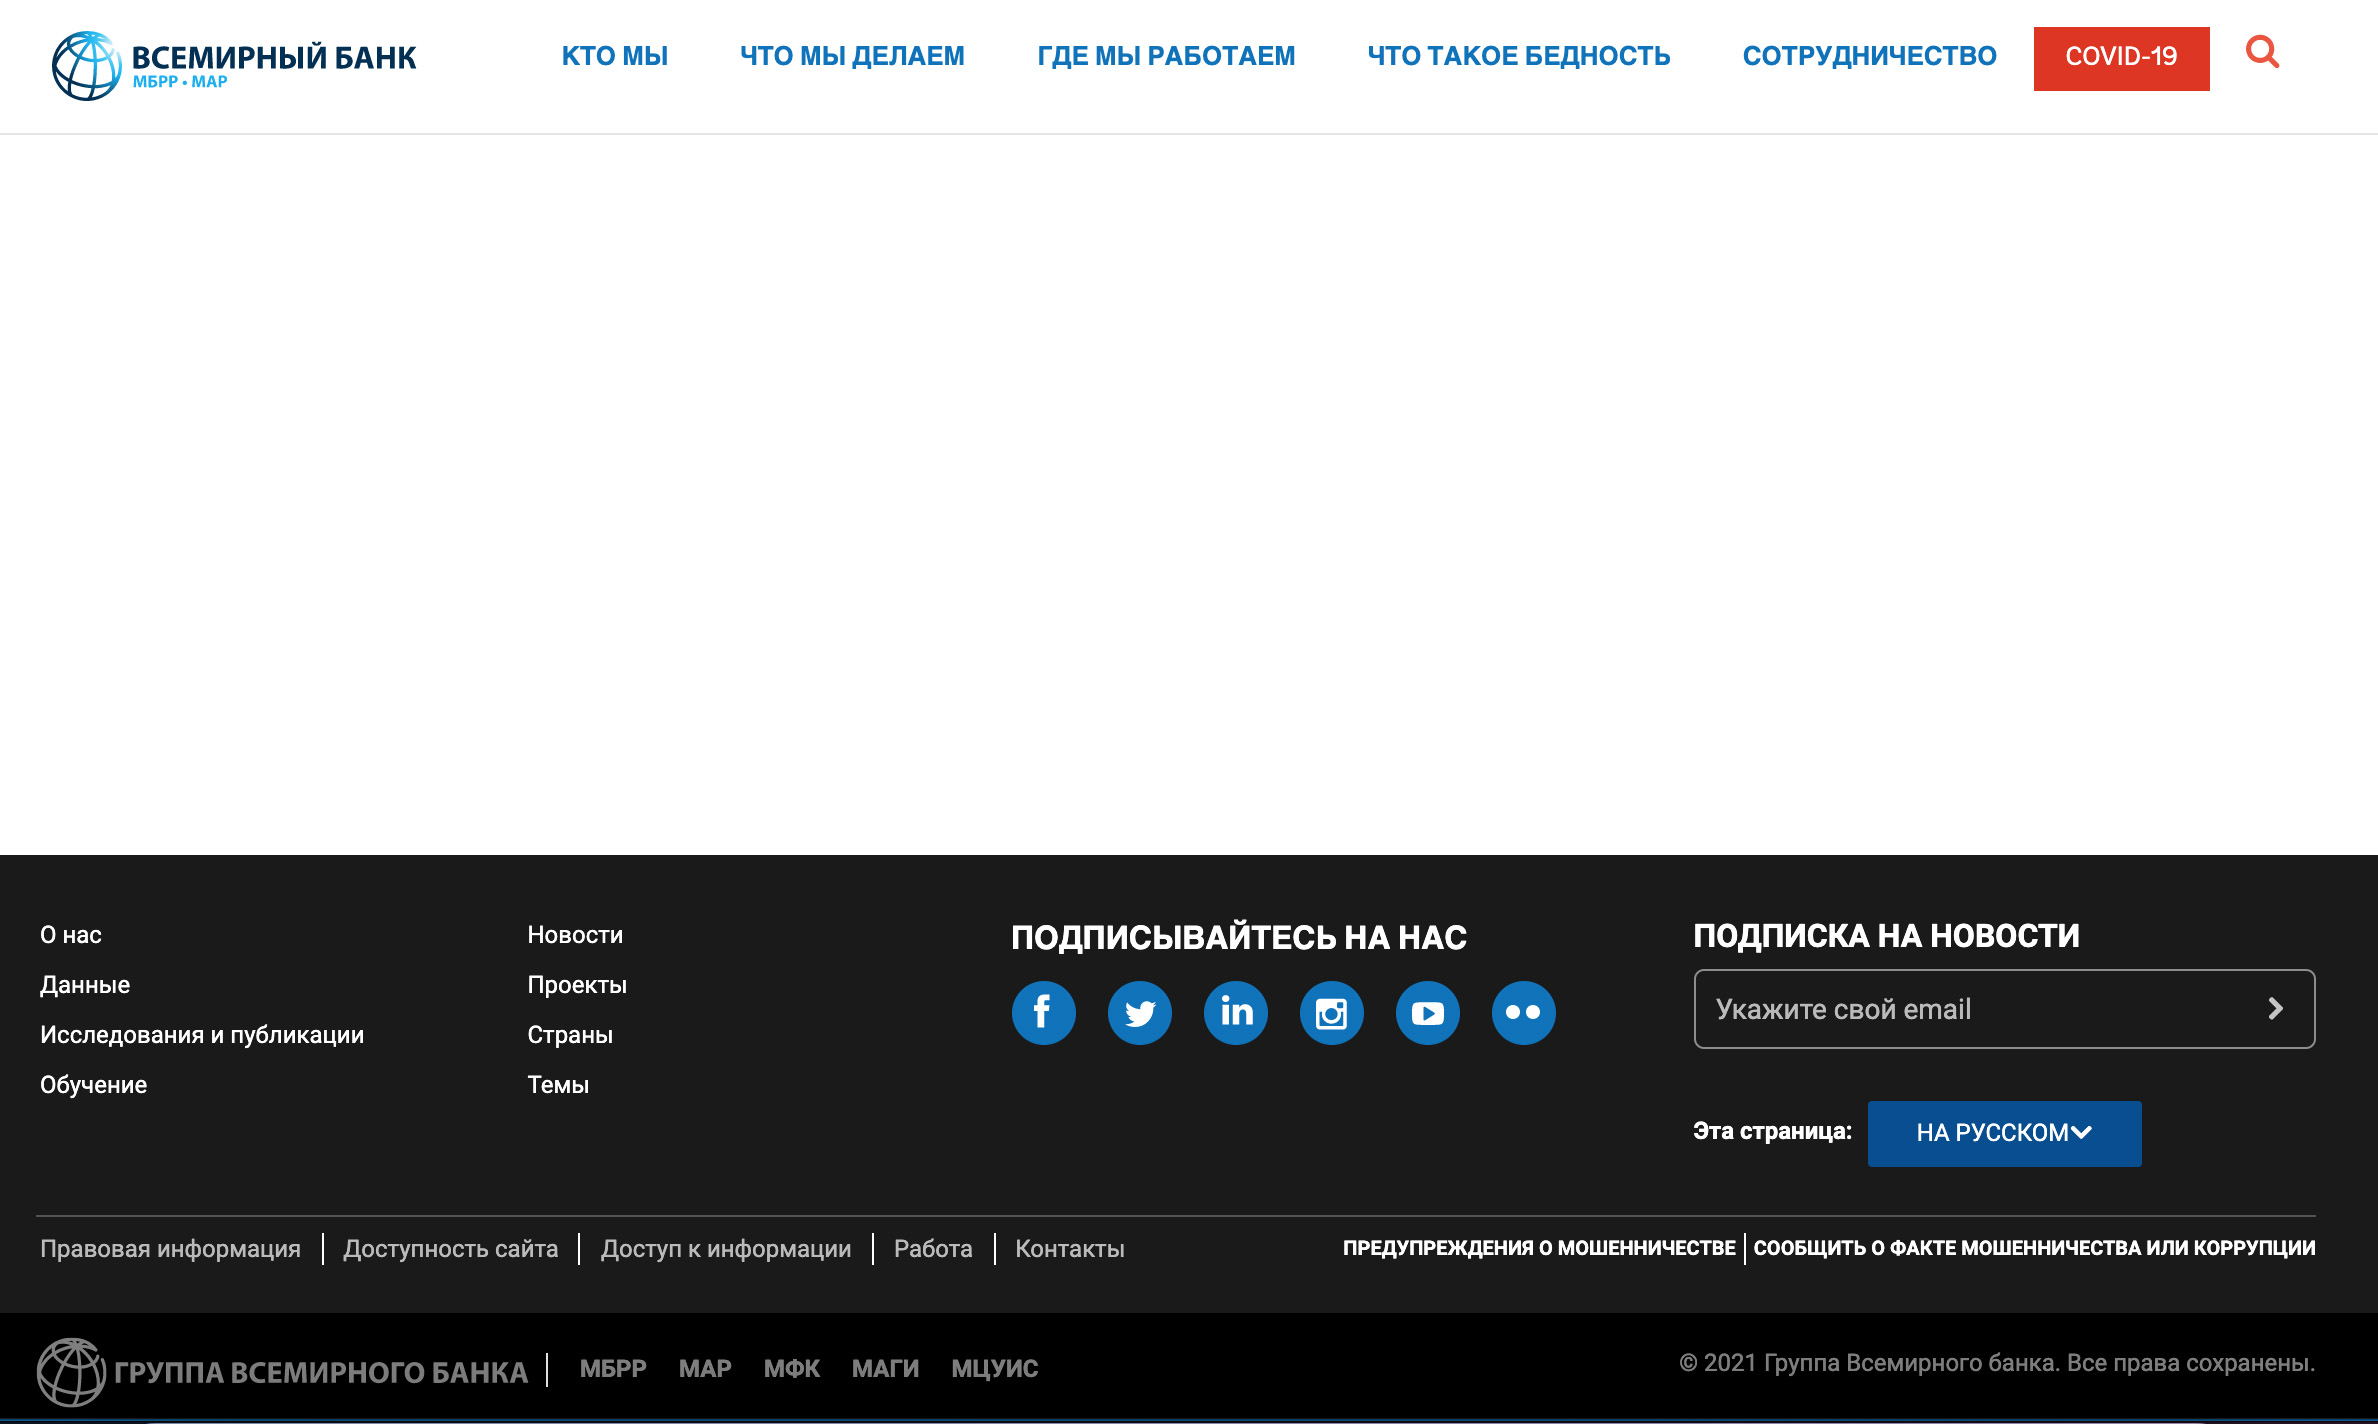 ВСЕМИРНЫЙ БАНК
МБРР • МАР
КТО МЫ
ЧТО МЫ ДЕЛАЕМ
ГДЕ МЫ РАБОТАЕМ
ЧТО ТАКОЕ БЕДНОСТЬ
СОТРУДНИЧЕСТВО
COVID-19
О нас
Данные
Исследования и публикации
Обучение
Новости
Проекты
Страны
Темы
ПОДПИСЫВАЙТЕСЬ НА НАС
ПОДПИСКА НА НОВОСТИ
Укажите свой email
Эта страница:
НА РУССКОМ
Правовая информация
Доступность сайта
Доступ к информации
Работа
Контакты
ПРЕДУПРЕЖДЕНИЯ О МОШЕННИЧЕСТВЕ
СООБЩИТЬ О ФАКТЕ МОШЕННИЧЕСТВА ИЛИ КОРРУПЦИИ
ГРУППА ВСЕМИРНОГО БАНКА
МБРР
МАР
МФК
МАГИ
МЦУИС
© 2021 Группа Всемирного банка. Все права сохранены.